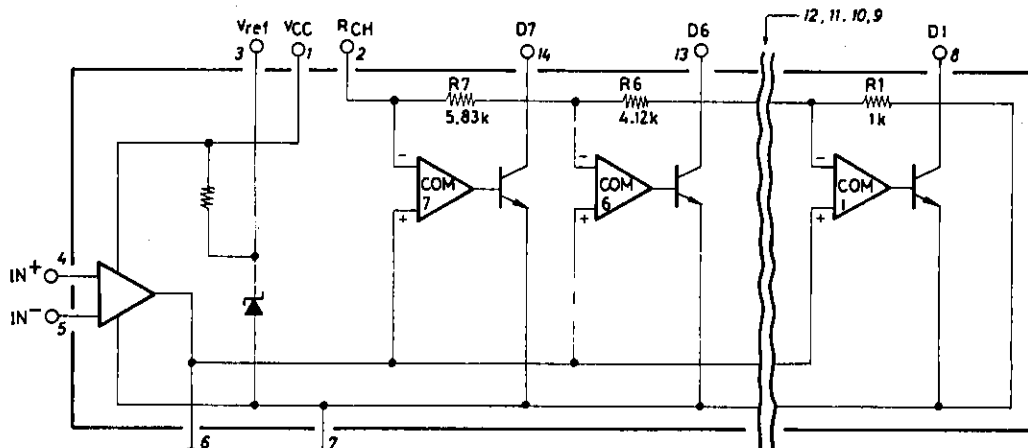 Vref VCC RCH D7 D6 12, 11, 10, 9 D1
3 1 2 14 13 8
R7 R6 R1
5,83k 4.12k 1k
- - -
COM COM COM
7 6 1
+ + +
IN+ 4
IN- 5
6 7